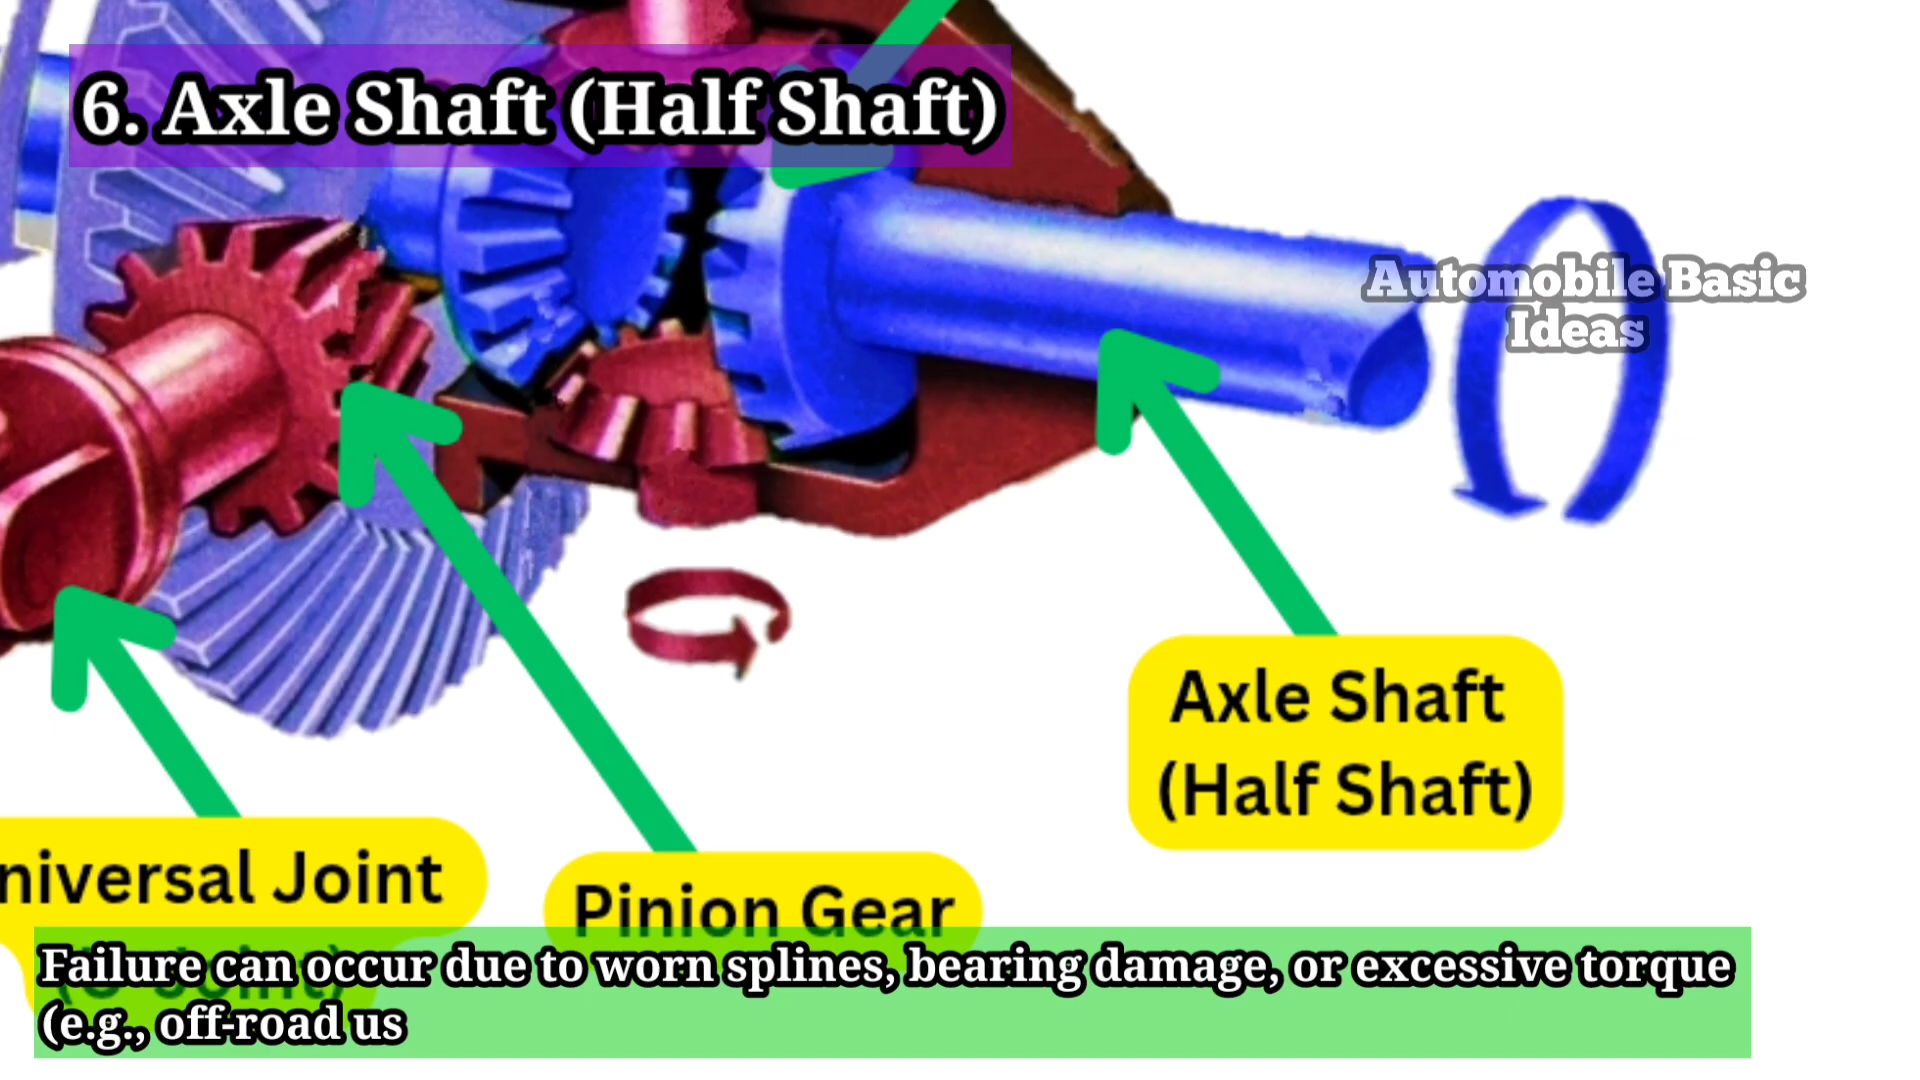 6. Axle Shaft (Half Shaft)
Automobile Basic
Ideas
Axle Shaft
(Half Shaft)
niversal Joint
Pinion Gear
Failure can occur due to worn splines, bearing damage, or excessive torque
(e.g., off-road us